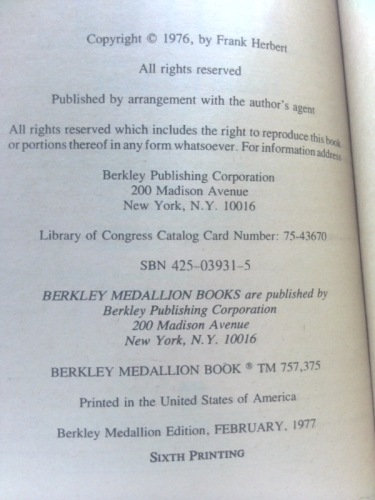 Copyright © 1976, by Frank Herbert
All rights reserved
Published by arrangement with the author's agent
All rights reserved which includes the right to reproduce this book
or portions thereof in any form whatsoever. For information address
Berkley Publishing Corporation
200 Madison Avenue
New York, N.Y. 10016
Library of Congress Catalog Card Number: 75-43670
SBN 425-03931-5
BERKLEY MEDALLION BOOKS are published by
Berkley Publishing Corporation
200 Madison Avenue
New York, N.Y. 10016
BERKLEY MEDALLION BOOK ® TM 757,375
Printed in the United States of America
Berkley Medallion Edition, FEBRUARY, 1977
SIXTH PRINTING